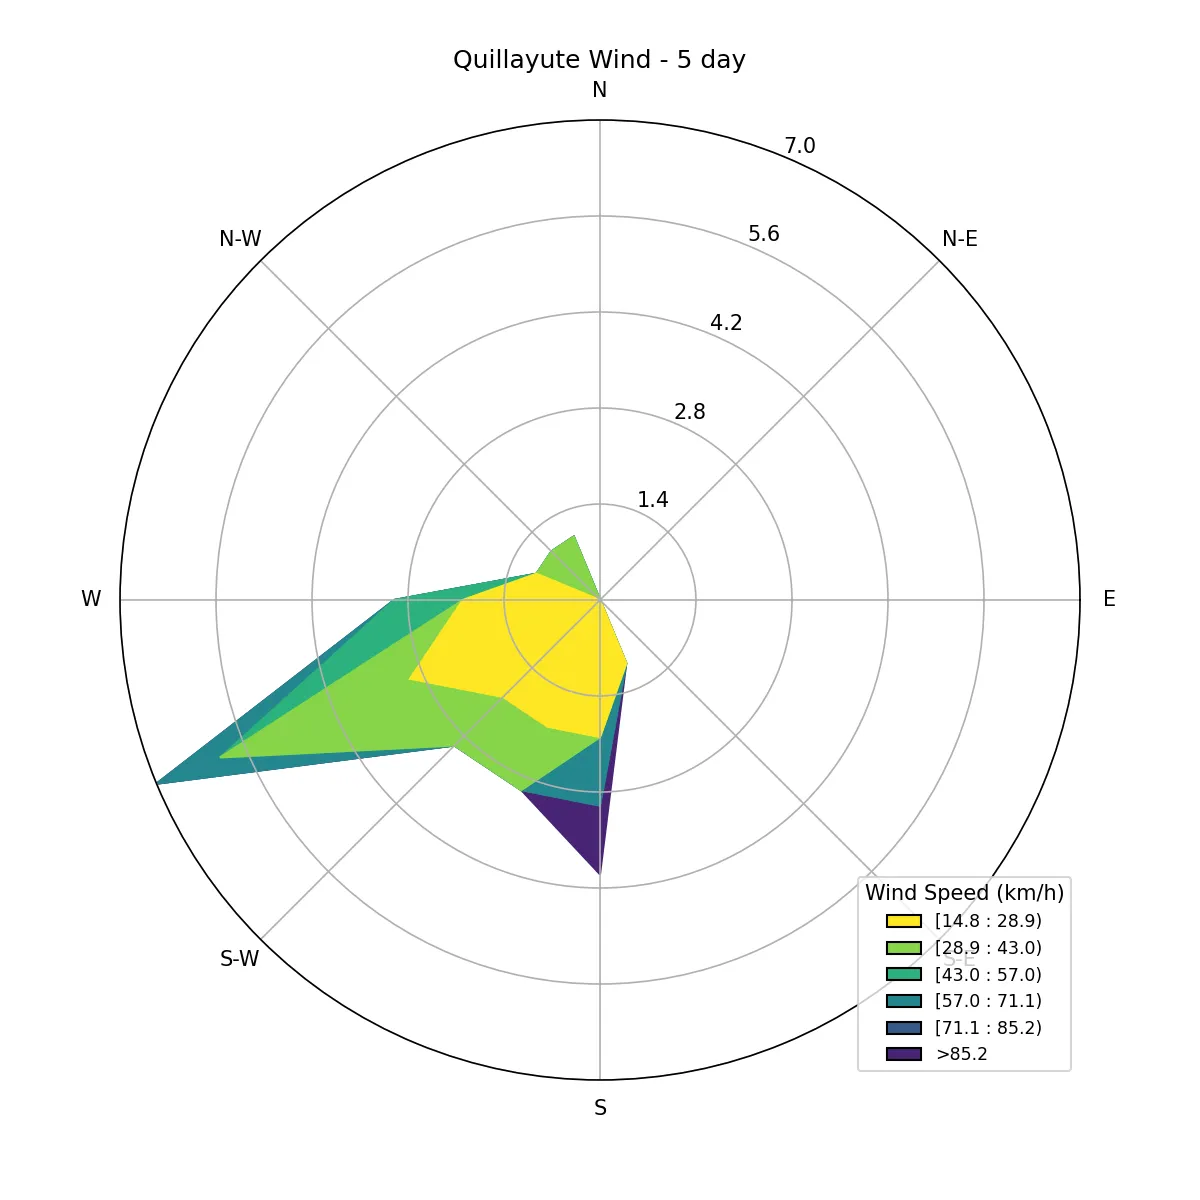 Quillayute Wind - 5 day
N
7.0
N-W
5.6
N-E
4.2
2.8
1.4
W
E
S-W
S-E
S
Wind Speed (km/h)
[14.8 : 28.9)
[28.9 : 43.0)
[43.0 : 57.0)
[57.0 : 71.1)
[71.1 : 85.2)
>85.2